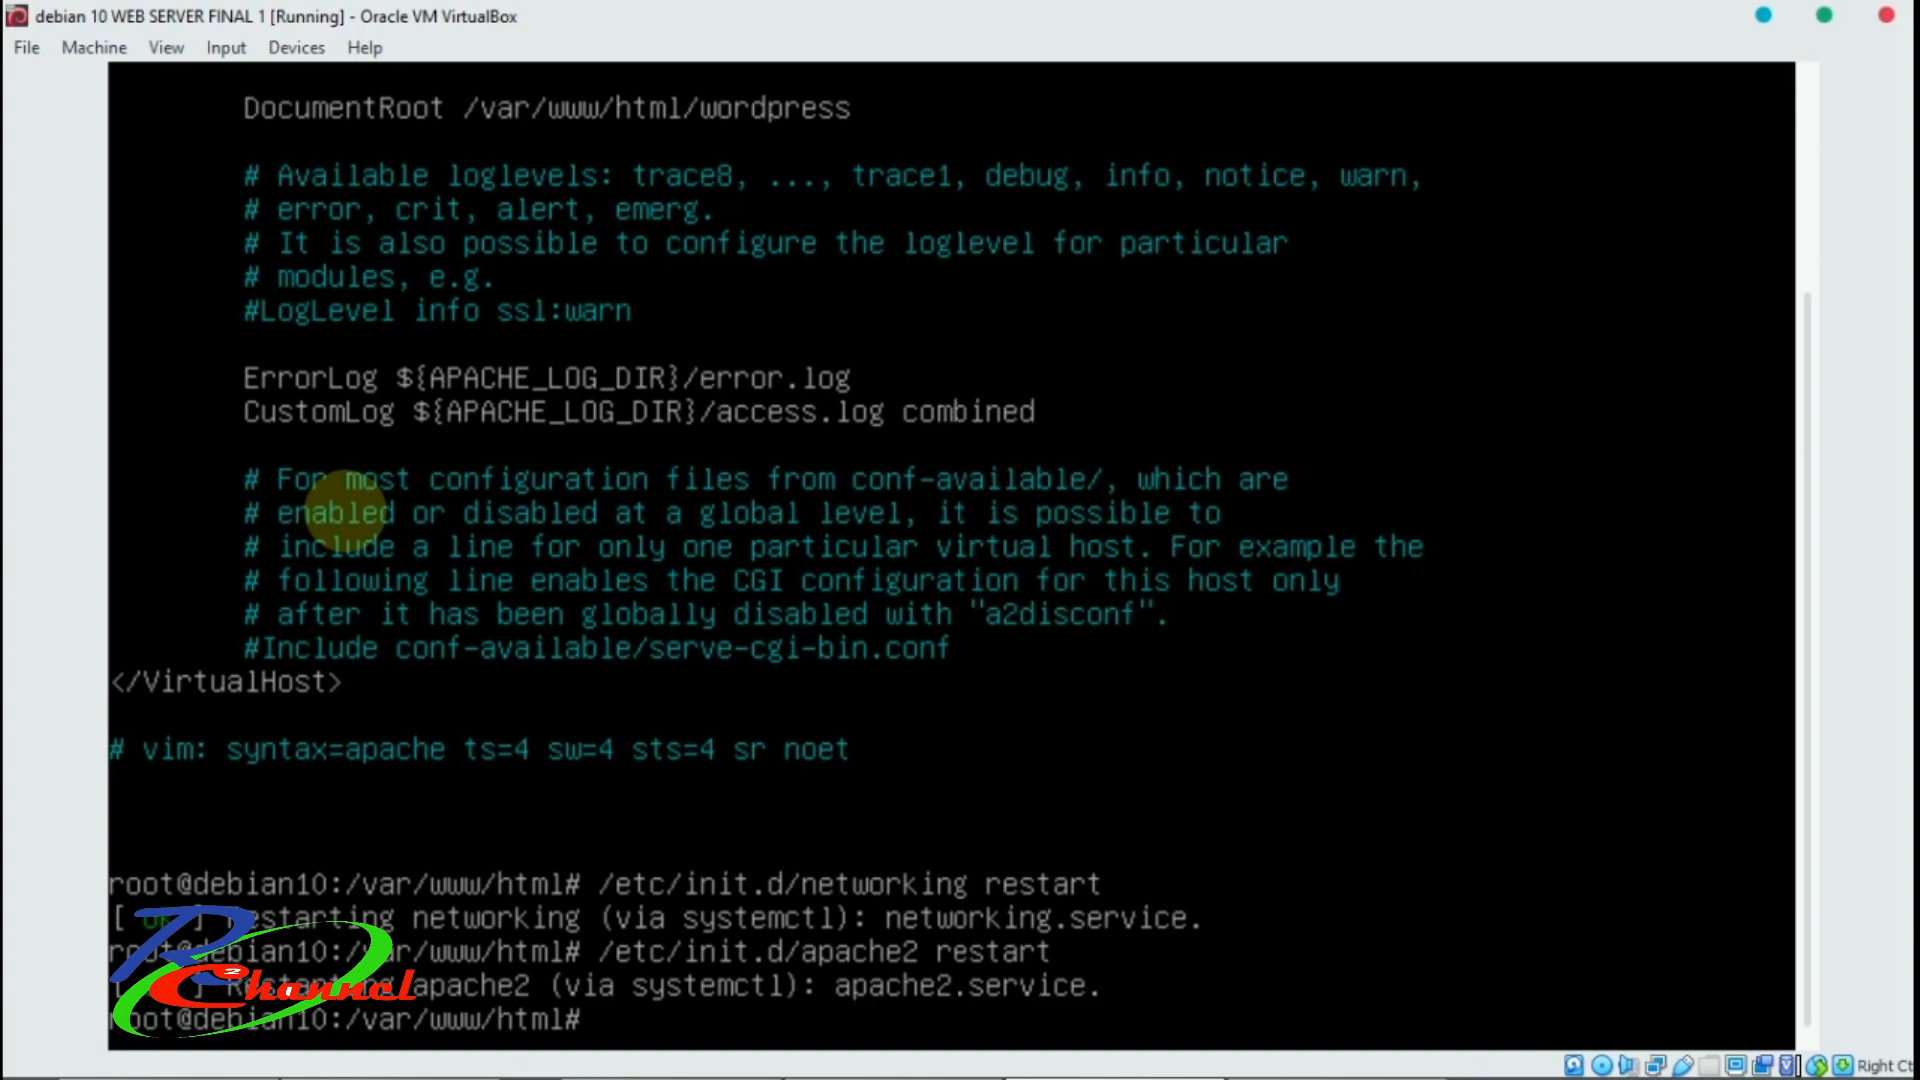 debian 10 WEB SERVER FINAL 1 [Running] - Oracle VM VirtualBox
File Machine View Input Devices Help
DocumentRoot /var/www/html/wordpress
# Available loglevels: trace8, ..., trace1, debug, info, notice, warn,
# error, crit, alert, emerg.
# It is also possible to configure the loglevel for particular
# modules, e.g.
#LogLevel info ssl:warn
ErrorLog ${APACHE_LOG_DIR}/error.log
CustomLog ${APACHE_LOG_DIR}/access.log combined
# For most configuration files from conf-available/, which are
# enabled or disabled at a global level, it is possible to
# include a line for only one particular virtual host. For example the
# following line enables the CGI configuration for this host only
# after it has been globally disabled with "a2disconf".
#Include conf-available/serve-cgi-bin.conf
</VirtualHost>
# vim: syntax=apache ts=4 sw=4 sts=4 sr noet
root@debian10:/var/www/html# /etc/init.d/networking restart
[ ok ] Restarting networking (via systemctl): networking.service.
root@debian10:/var/www/html# /etc/init.d/apache2 restart
[ ] apache2 (via systemctl): apache2.service.
root@debian10:/var/www/html#
Channel
Right Ct